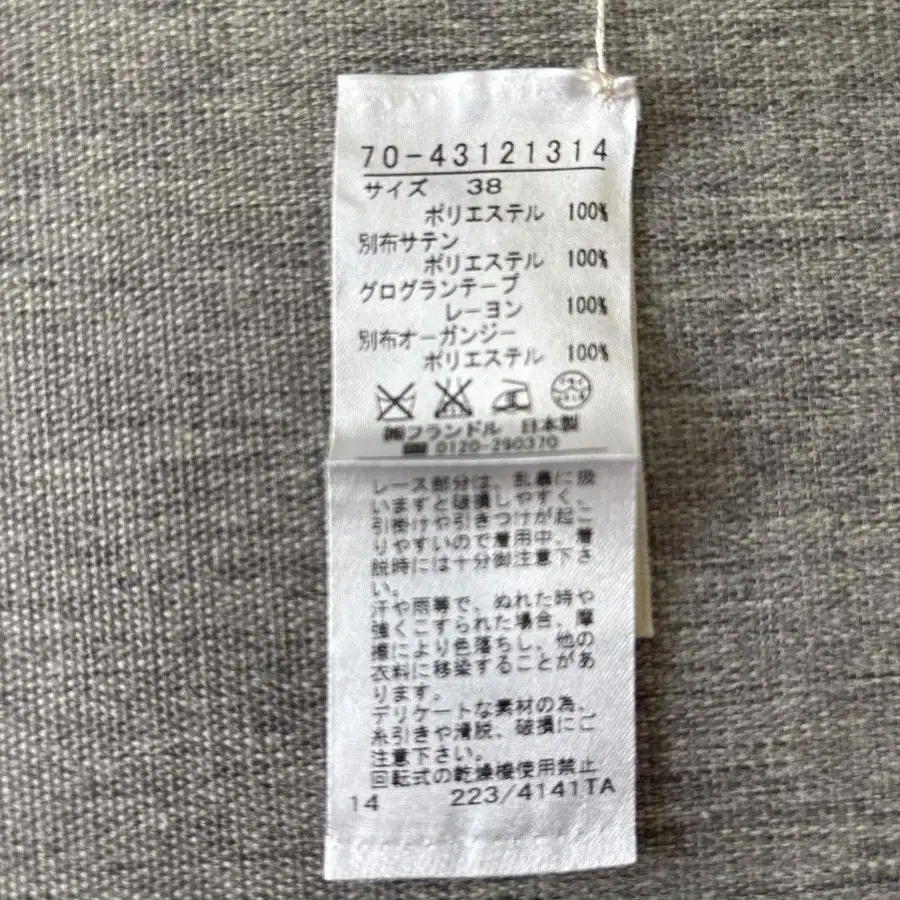 70-43121314
サイズ 38
ポリエステル 100%
別布サテン
ポリエステル 100%
グログランテープ
レーヨン 100%
別布オーガンジー
ポリエステル 100%
㈱フランドル 日本製
☎ 0120-290370
レース部分は、乱暴に扱
いますと破損しやすく、
引掛けや引きつけが起こ
りやすいので着用中、着
脱時には十分御注意下さ
い。
汗や雨等で、ぬれた時や
強くこすられた場合、摩
擦により色落ちし、他の
衣料に移染することがあ
ります。
デリケートな素材の為、
糸引きや滑脱、破損にご
注意下さい。
回転式の乾燥機使用禁止
14 223/4141TA